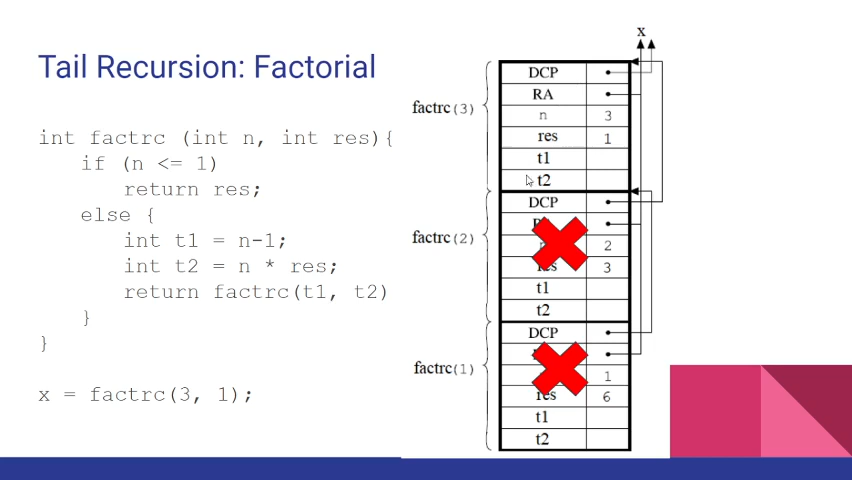 Tail Recursion: Factorial
int factrc (int n, int res){
if (n <= 1)
return res;
else {
int t1 = n-1;
int t2 = n * res;
return factrc(t1, t2)
}
}
x = factrc(3, 1);
x
factrc(3)
DCP
RA
n 3
res 1
t1
t2
factrc(2)
DCP
2
res 3
t1
t2
factrc(1)
DCP
1
res 6
t1
t2